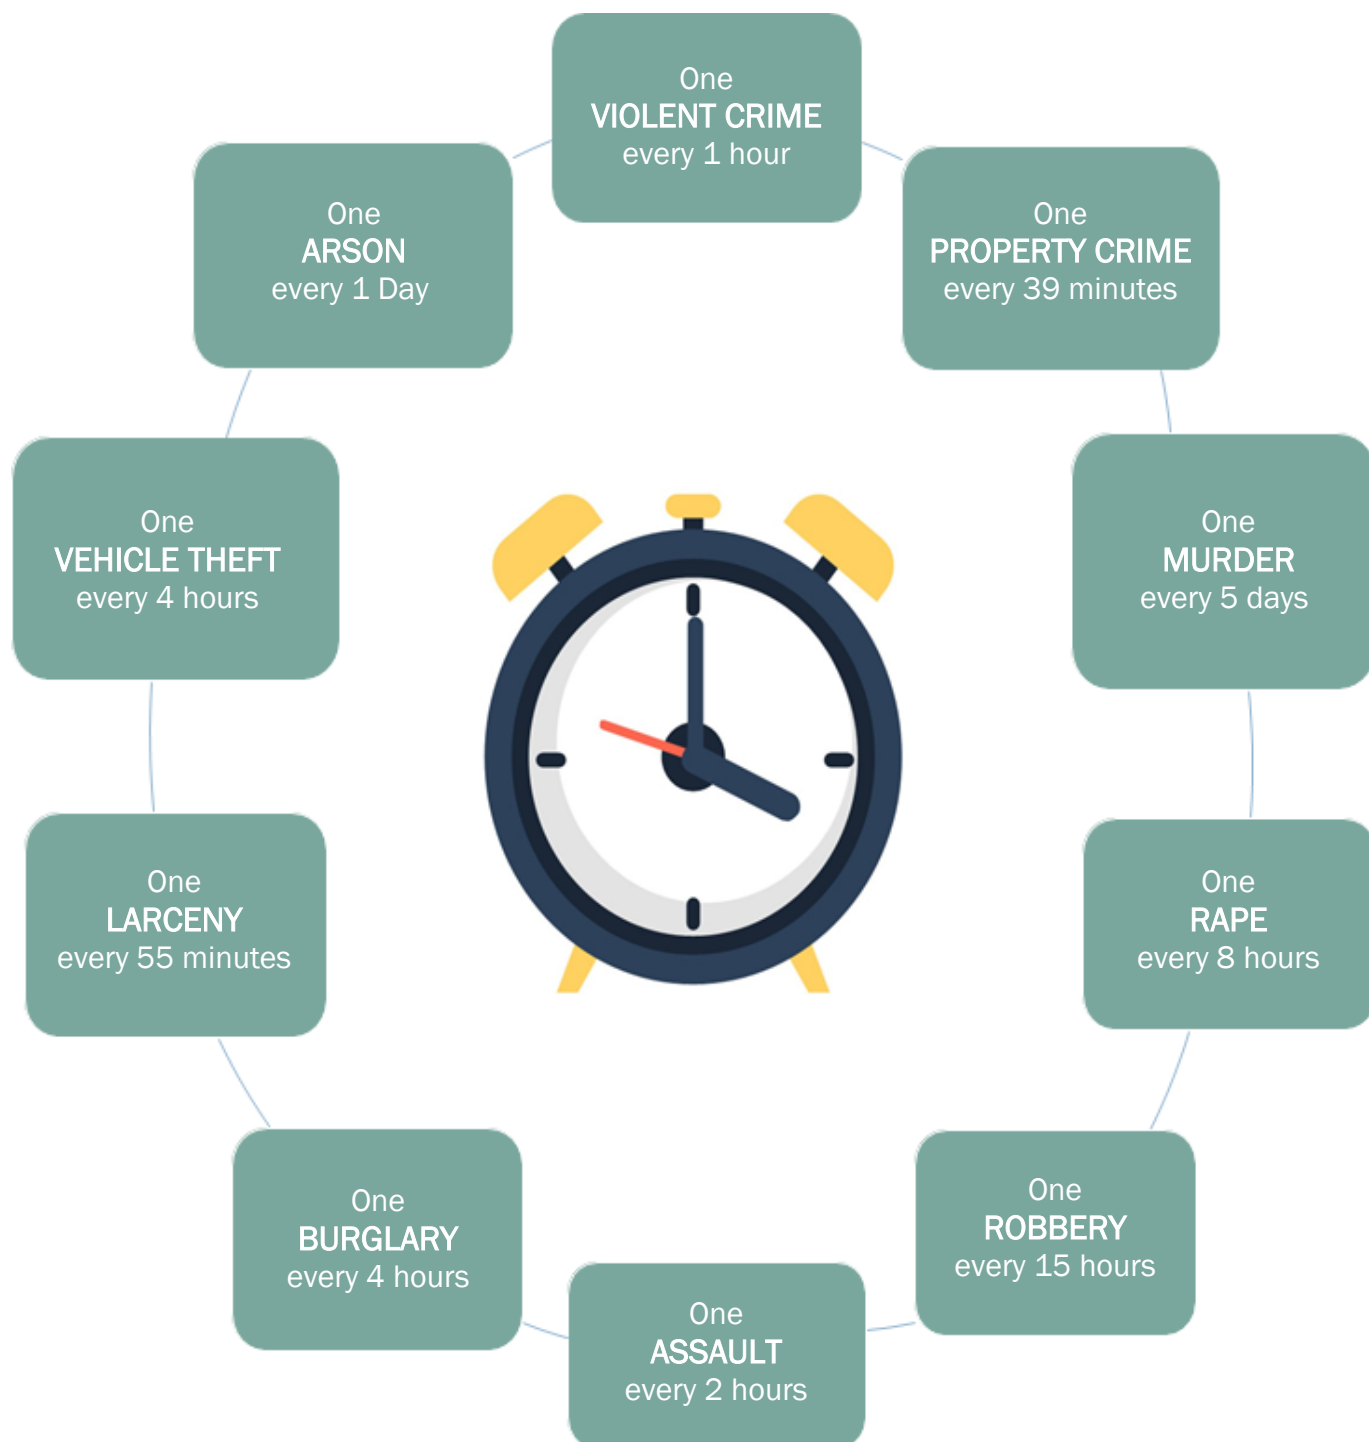 One
VIOLENT CRIME
every 1 hour
One
PROPERTY CRIME
every 39 minutes
One
MURDER
every 5 days
One
RAPE
every 8 hours
One
ROBBERY
every 15 hours
One
ASSAULT
every 2 hours
One
BURGLARY
every 4 hours
One
LARCENY
every 55 minutes
One
VEHICLE THEFT
every 4 hours
One
ARSON
every 1 Day